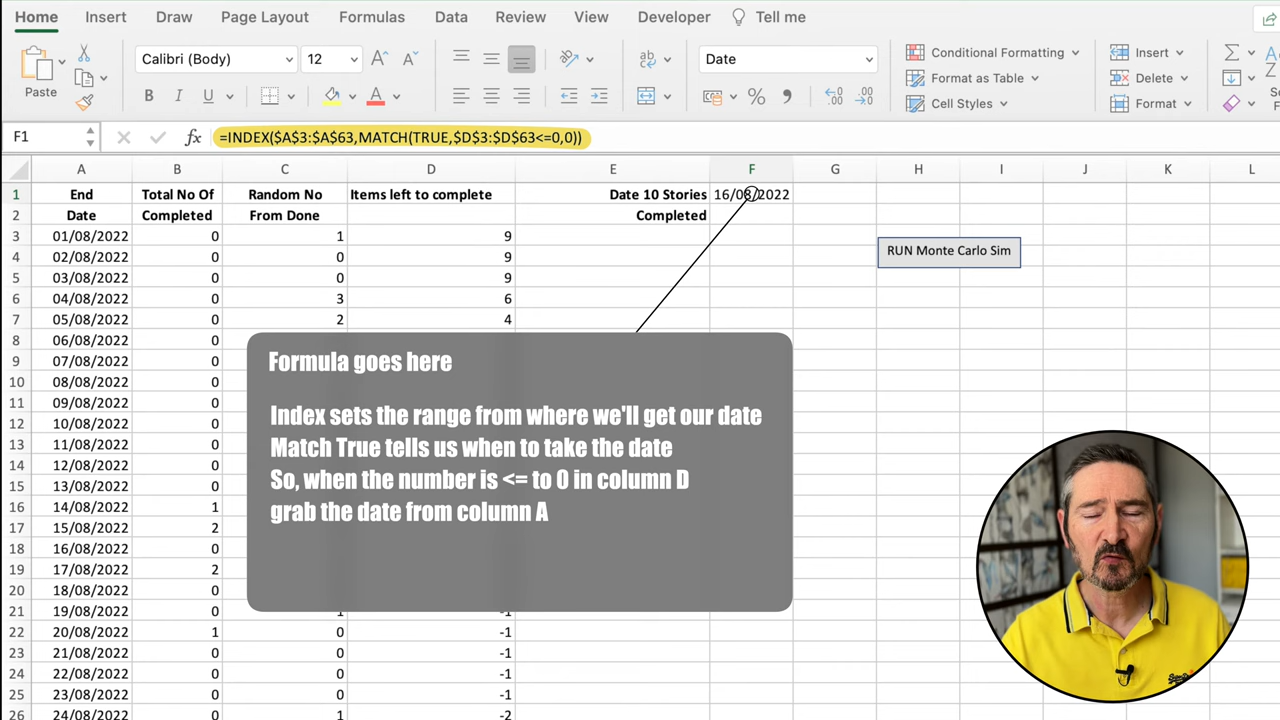 Home Insert Draw Page Layout Formulas Data Review View Developer Tell me
Calibri (Body) 12 Date Conditional Formatting Insert
Paste Format as Table Delete
B I U Cell Styles Format
F1 fx =INDEX($A$3:$A$63,MATCH(TRUE,$D$3:$D$63<=0,0))
A B C D E F G H I J K L
1 End Total No Of Random No Items left to complete Date 10 Stories 16/08/2022
2 Date Completed From Done Completed
3 01/08/2022 0 1 9
4 02/08/2022 0 0 9 RUN Monte Carlo Sim
5 03/08/2022 0 0 9
6 04/08/2022 0 3 6
7 05/08/2022 0 2 4
8 06/08/2022 0
9 07/08/2022 0
10 08/08/2022 0
11 09/08/2022 0
12 10/08/2022 0
13 11/08/2022 0
14 12/08/2022 0
15 13/08/2022 0
16 14/08/2022 1
17 15/08/2022 2
18 16/08/2022 0
19 17/08/2022 2
20 18/08/2022 0
21 19/08/2022 0 1 -1
22 20/08/2022 1 0 -1
23 21/08/2022 0 0 -1
24 22/08/2022 0 0 -1
25 23/08/2022 0 0 -1
26 24/08/2022 0 1 -2
Formula goes here
Index sets the range from where we'll get our date
Match True tells us when to take the date
So, when the number is <= to 0 in column D
grab the date from column A